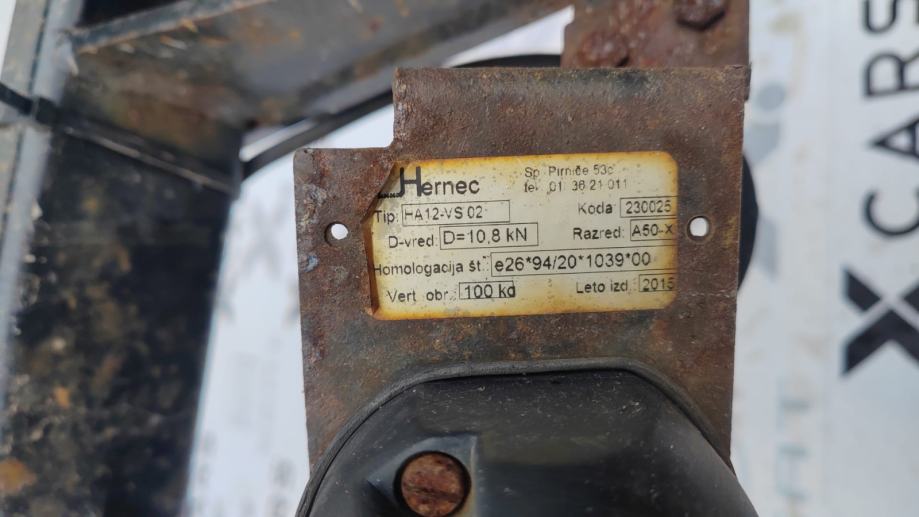 Hernec
Sp. Pirniče 53c
tel. 01 36 21 011
Tip: HA12-VS 02
Koda: 230025
D-vred: D=10,8 kN
Razred: A50-X
Homologacija št: e26*94/20*1039*00
Vert. obr: 100 kg
Leto izd.: 2015
X CARS